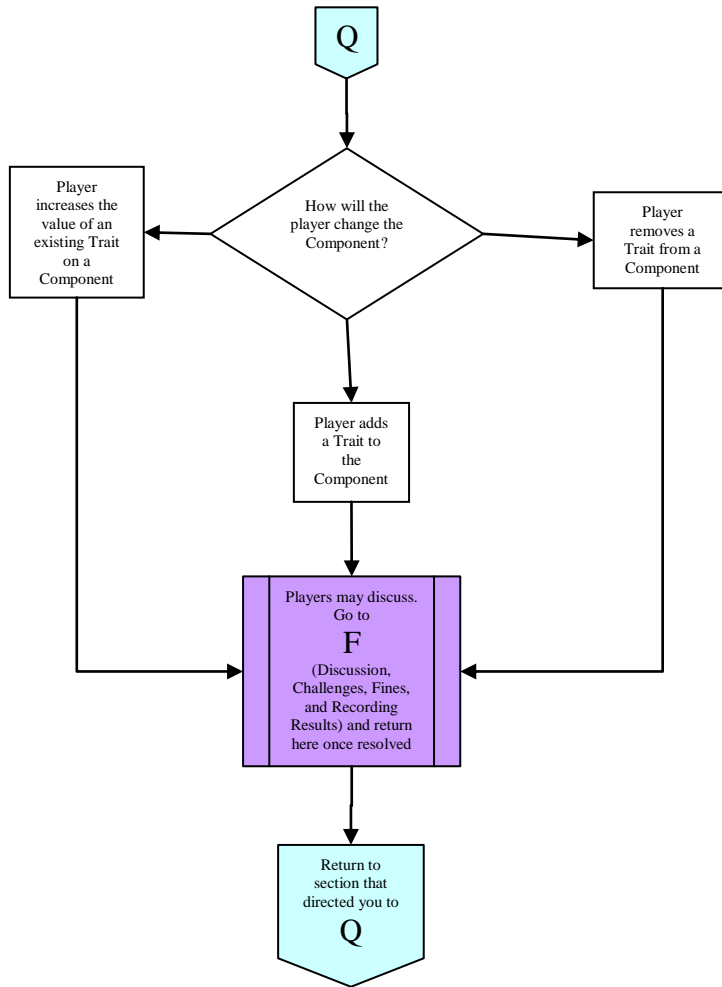 Q
How will the
player change the
Component?
Player
increases the
value of an
existing Trait
on a
Component
Player
removes a
Trait from a
Component
Player adds
a Trait to
the
Component
Players may discuss.
Go to
F
(Discussion,
Challenges, Fines,
and Recording
Results) and return
here once resolved
Return to
section that
directed you to
Q